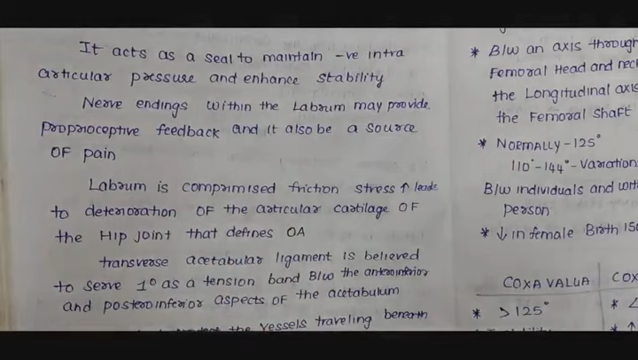 It acts as a seal to maintain -ve intra
articular pressure and enhance stability
Nerve endings within the Labrum may provide
proprioceptive feedback and it also be a source
OF pain
Labrum is comprimised friction stress ↑ leads
to deterioration OF the articular cartilage OF
the Hip joint that defines OA
transverse acetabular ligament is believed
to serve 1° as a tension band B/w the anteroinferior
and posteroinferior aspects OF the acetabulum
the vessels traveling beneath
* B/w an axis through
Femoral Head and neck
the Longitudinal axis
the Femoral shaft
* NORMALLY - 125°
110° - 144° - Variation
B/w individuals and with
person
* ↓ in female Birth 150
COXA VALUA
* > 125°